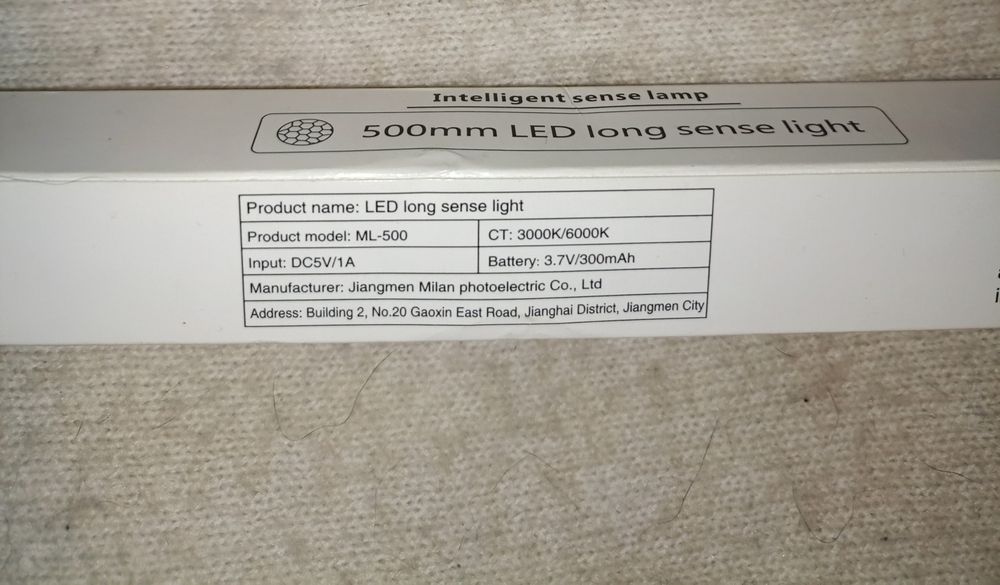 Intelligent sense lamp
500mm LED long sense light
Product name: LED long sense light
Product model: ML-500
CT: 3000K/6000K
Input: DC5V/1A
Battery: 3.7V/300mAh
Manufacturer: Jiangmen Milan photoelectric Co., Ltd
Address: Building 2, No.20 Gaoxin East Road, Jianghai District, Jiangmen City